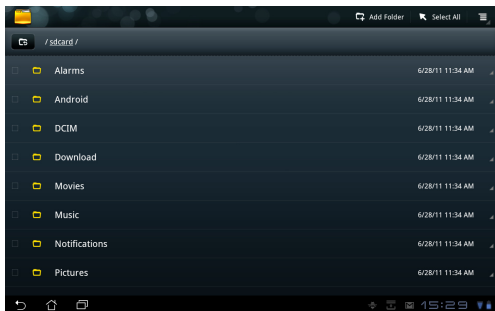 Add Folder Select All
/ sdcard /
Alarms 6/28/11 11:34 AM
Android 6/28/11 11:34 AM
DCIM 6/28/11 11:34 AM
Download 6/28/11 11:34 AM
Movies 6/28/11 11:34 AM
Music 6/28/11 11:34 AM
Notifications 6/28/11 11:34 AM
Pictures 6/28/11 11:34 AM
15:29